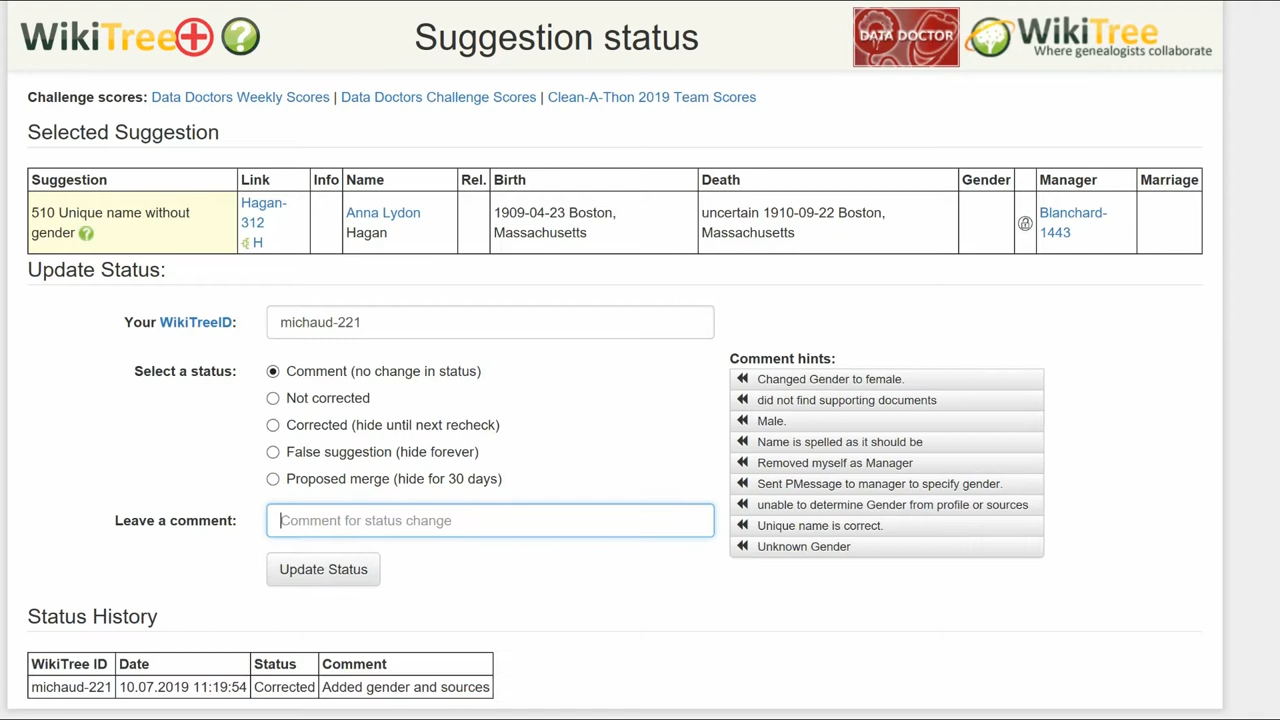 WikiTree+ ?
Suggestion status
DATA DOCTOR
WikiTree
Where genealogists collaborate
Challenge scores: Data Doctors Weekly Scores | Data Doctors Challenge Scores | Clean-A-Thon 2019 Team Scores
Selected Suggestion
Suggestion Link Info Name Rel. Birth Death Gender Manager Marriage
510 Unique name without gender ? Hagan-312 H Anna Lydon Hagan 1909-04-23 Boston, Massachusetts uncertain 1910-09-22 Boston, Massachusetts Blanchard-1443
Update Status:
Your WikiTreeID: michaud-221
Select a status: Comment (no change in status)
Not corrected
Corrected (hide until next recheck)
False suggestion (hide forever)
Proposed merge (hide for 30 days)
Leave a comment: Comment for status change
Update Status
Comment hints:
Changed Gender to female.
did not find supporting documents
Male.
Name is spelled as it should be
Removed myself as Manager
Sent PMessage to manager to specify gender.
unable to determine Gender from profile or sources
Unique name is correct.
Unknown Gender
Status History
WikiTree ID Date Status Comment
michaud-221 10.07.2019 11:19:54 Corrected Added gender and sources